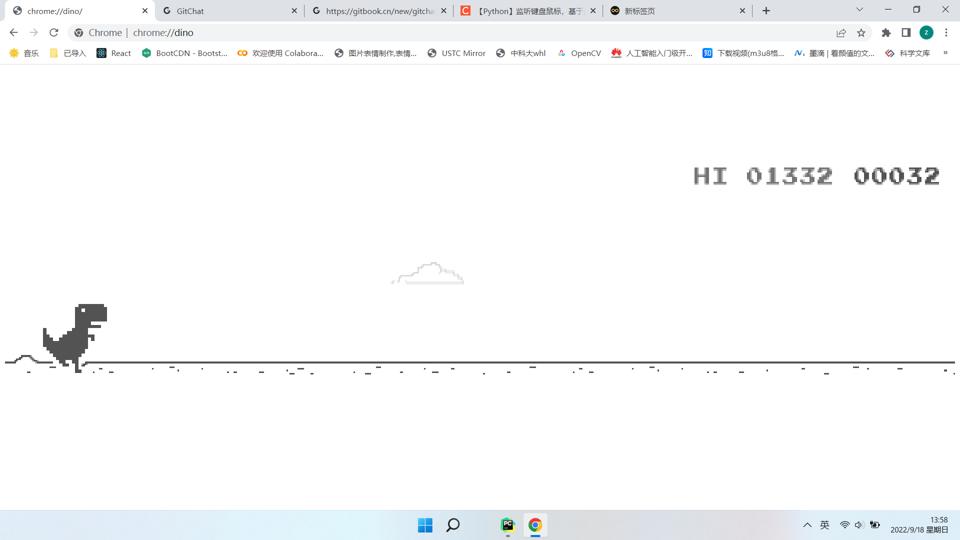 chrome://dino/
GitChat
https://gitbook.cn/new/gitcha
【Python】监听键盘鼠标，基于
新标签页
Chrome | chrome://dino
音乐
已导入
React
BootCDN - Bootst...
欢迎使用 Colabora...
图片表情制作,表情...
USTC Mirror
中科大whl
OpenCV
人工智能入门极开...
下载视频(m3u8格...
墨滴 | 看颜值的文...
科学文库
»
HI 01332 00032
英
13:58
2022/9/18 星期日